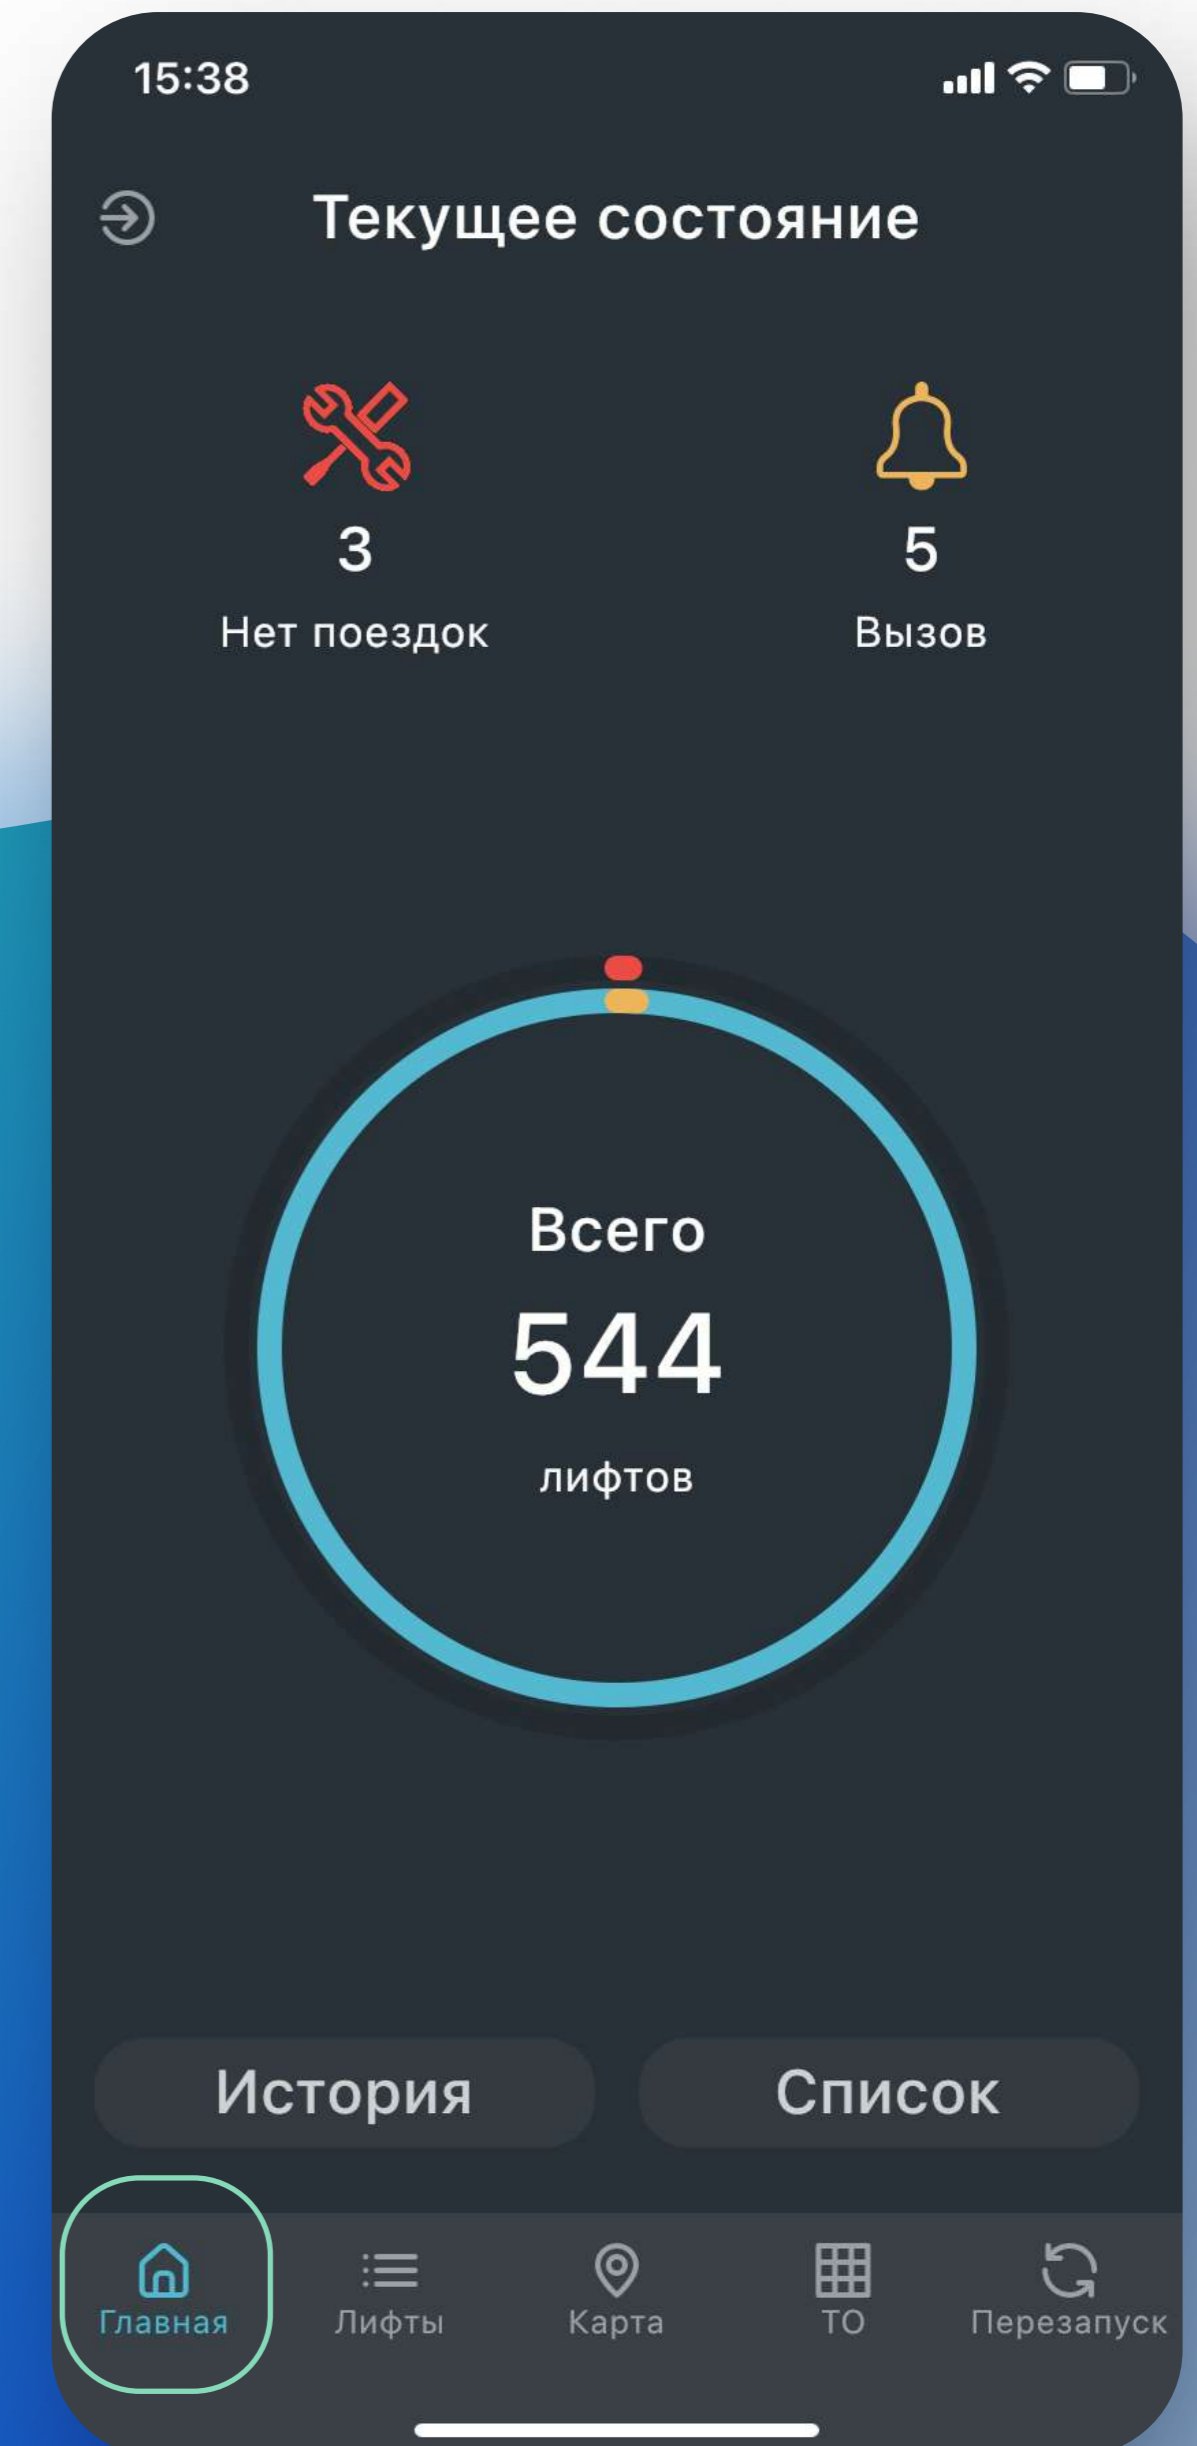 15:38
Текущее состояние
3
5
Нет поездок
Вызов
Всего
544
лифтов
История
Список
Главная
Лифты
Карта
ТО
Перезапуск